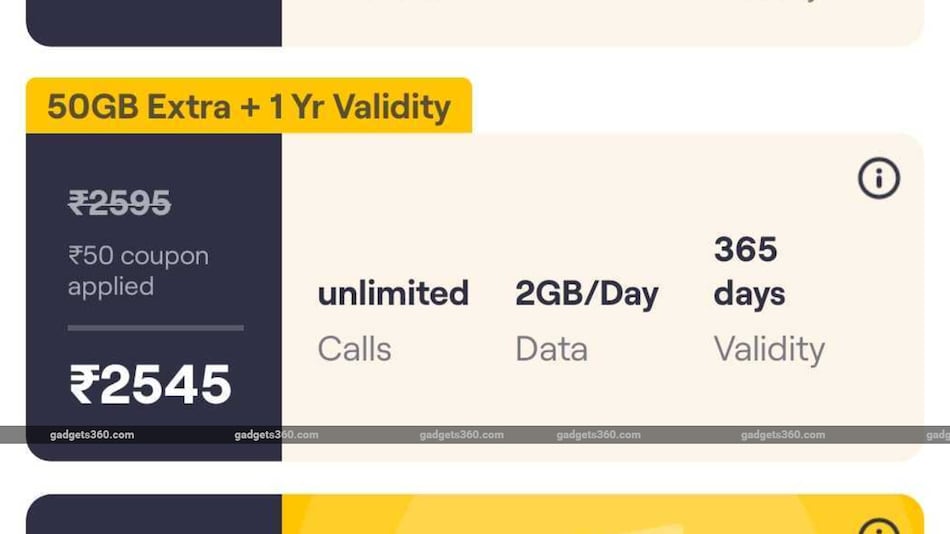 50GB Extra + 1 Yr Validity
₹2595
₹50 coupon
applied
₹2545
unlimited
Calls
2GB/Day
Data
365
days
Validity
gadgets360.com gadgets360.com gadgets360.com gadgets360.com gadgets360.com gadg